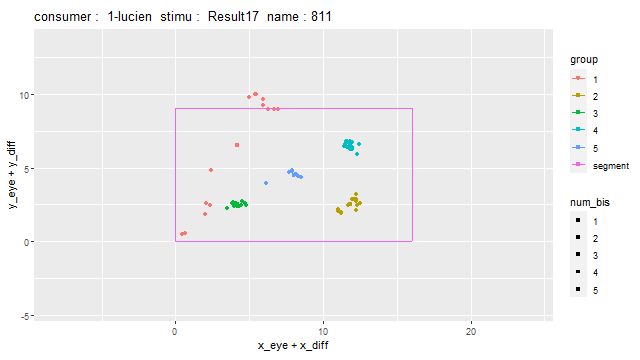 consumer :  1-lucien  stimu :  Result17  name : 811
y_eye + y_diff
10
5
0
-5
0
10
20
x_eye + x_diff
group
1
2
3
4
5
segment
num_bis
1
2
3
4
5